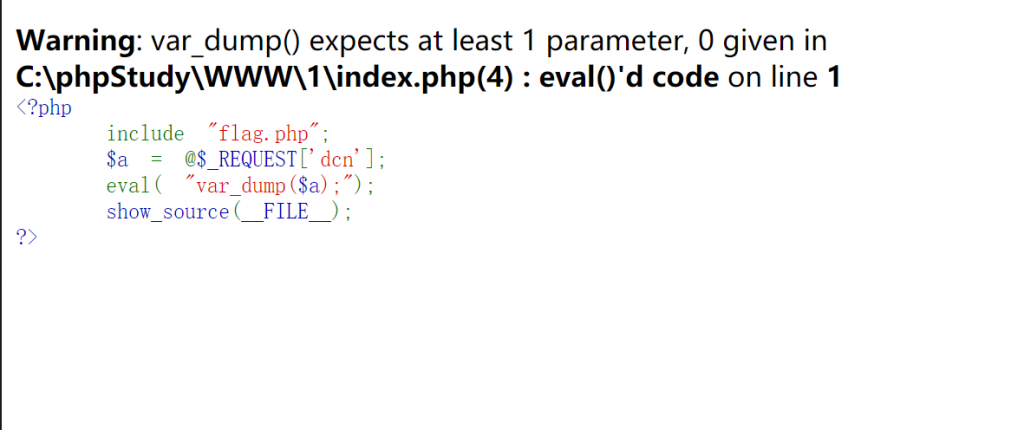 Warning: var_dump() expects at least 1 parameter, 0 given in
C:\phpStudy\WWW\1\index.php(4) : eval()'d code on line 1
<?php
include "flag.php";
$a = @$_REQUEST['dcn'];
eval( "var_dump($a);");
show_source(__FILE__);
?>